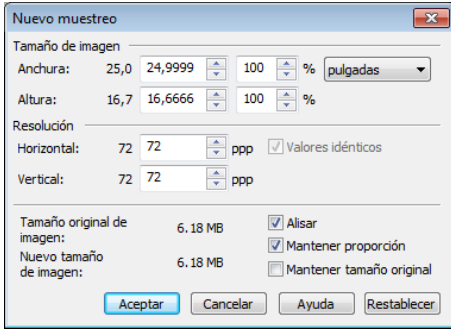 Nuevo muestreo
Tamaño de imagen
Anchura: 25,0 24,9999 100 % pulgadas
Altura: 16,7 16,6666 100 %
Resolución
Horizontal: 72 72 ppp Valores idénticos
Vertical: 72 72 ppp
Tamaño original de
imagen: 6.18 MB Alisar
Nuevo tamaño
de imagen: 6.18 MB Mantener proporción
Mantener tamaño original
Aceptar Cancelar Ayuda Restablecer